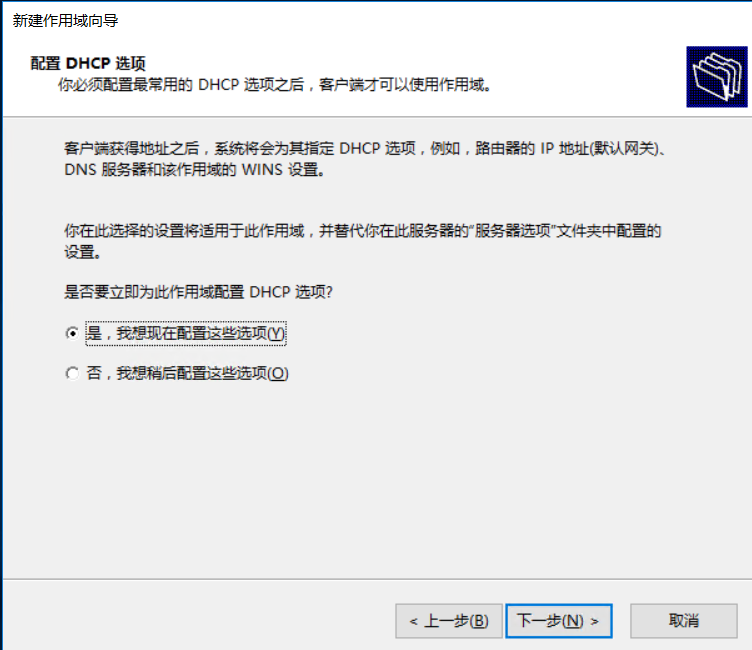 新建作用域向导
配置 DHCP 选项
你必须配置最常用的 DHCP 选项之后，客户端才可以使用作用域。
客户端获得地址之后，系统将会为其指定 DHCP 选项，例如，路由器的 IP 地址(默认网关)、
DNS 服务器和该作用域的 WINS 设置。
你在此选择的设置将适用于此作用域，并替代你在此服务器的“服务器选项”文件夹中配置的
设置。
是否要立即为此作用域配置 DHCP 选项?
是，我想现在配置这些选项(Y)
否，我想稍后配置这些选项(O)
< 上一步(B) 下一步(N) > 取消